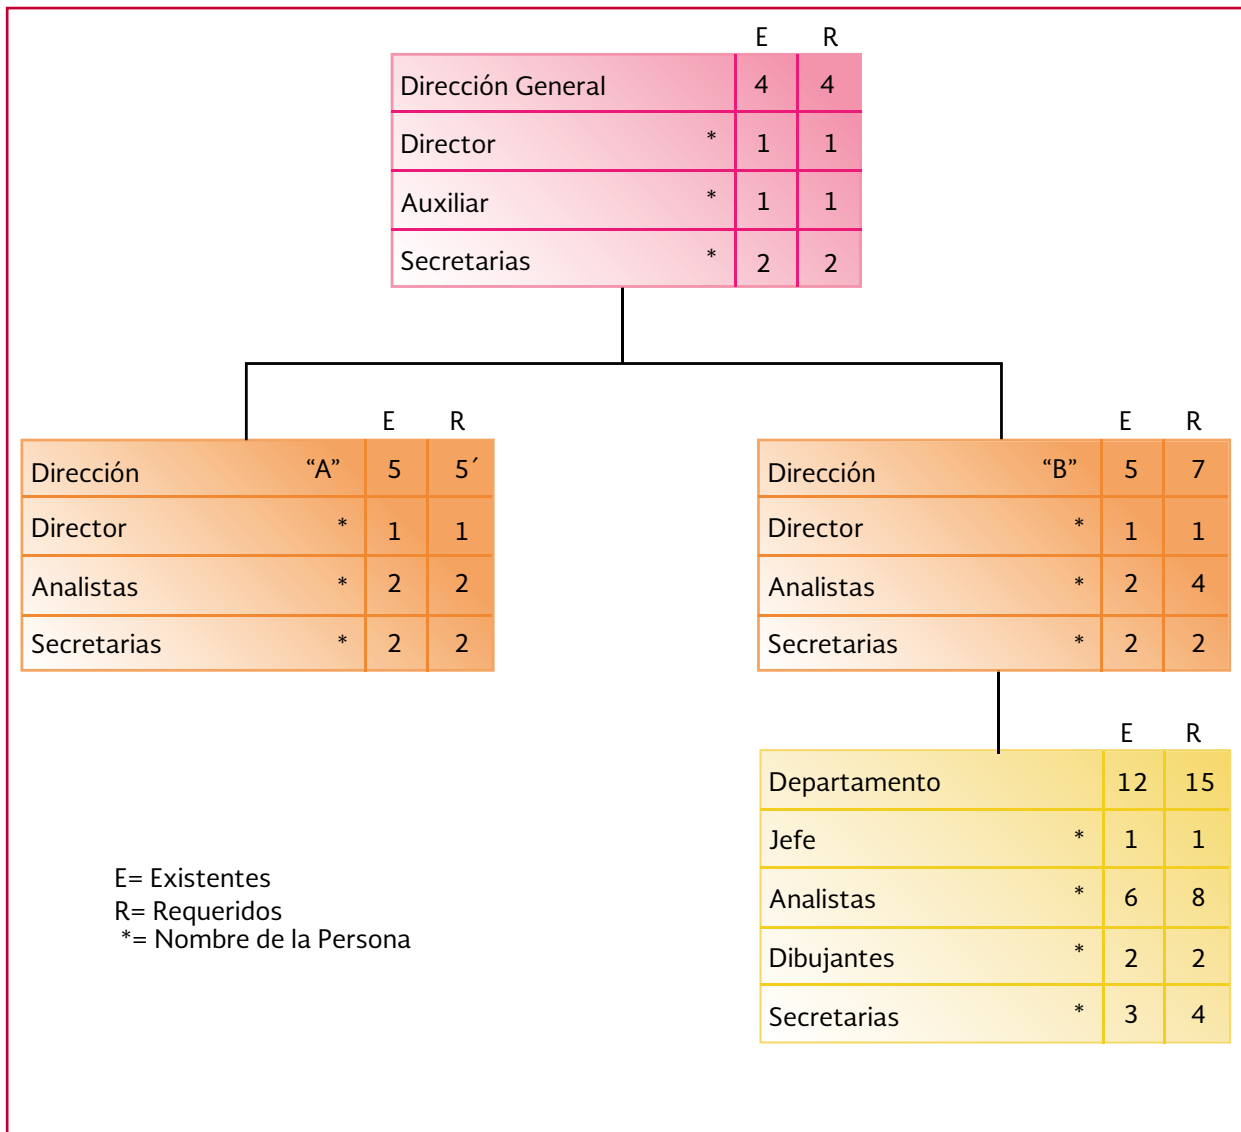 E R
Dirección General 4 4
Director * 1 1
Auxiliar * 1 1
Secretarias * 2 2
E R
Dirección “A” 5 5´
Director * 1 1
Analistas * 2 2
Secretarias * 2 2
E R
Dirección “B” 5 7
Director * 1 1
Analistas * 2 4
Secretarias * 2 2
E R
Departamento 12 15
Jefe * 1 1
Analistas * 6 8
Dibujantes * 2 2
Secretarias * 3 4
E= Existentes
R= Requeridos
*= Nombre de la Persona